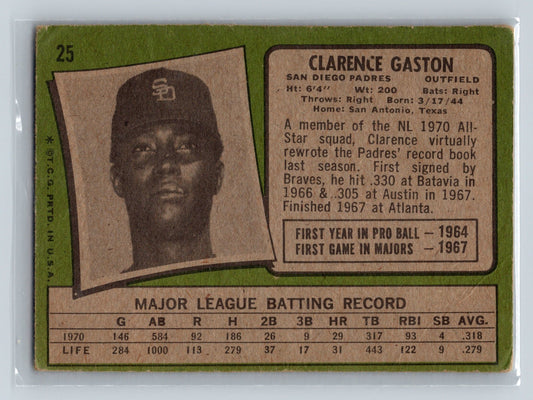 25
SD
* © T.C.G. PRTD. IN U.S.A.
CLARENCE GASTON
SAN DIEGO PADRES OUTFIELD
Ht: 6'4" Wt: 200 Bats: Right
Throws: Right Born: 3/17/44
Home: San Antonio, Texas
A member of the NL 1970 All-
Star squad, Clarence virtually
rewrote the Padres' record book
last season. First signed by
Braves, he hit .330 at Batavia in
1966 & .305 at Austin in 1967.
Finished 1967 at Atlanta.
FIRST YEAR IN PRO BALL – 1964
FIRST GAME IN MAJORS – 1967
MAJOR LEAGUE BATTING RECORD
G AB R H 2B 3B HR TB RBI SB AVG.
1970 146 584 92 186 26 9 29 317 93 4 .318
LIFE 284 1000 113 279 37 17 31 443 122 9 .279